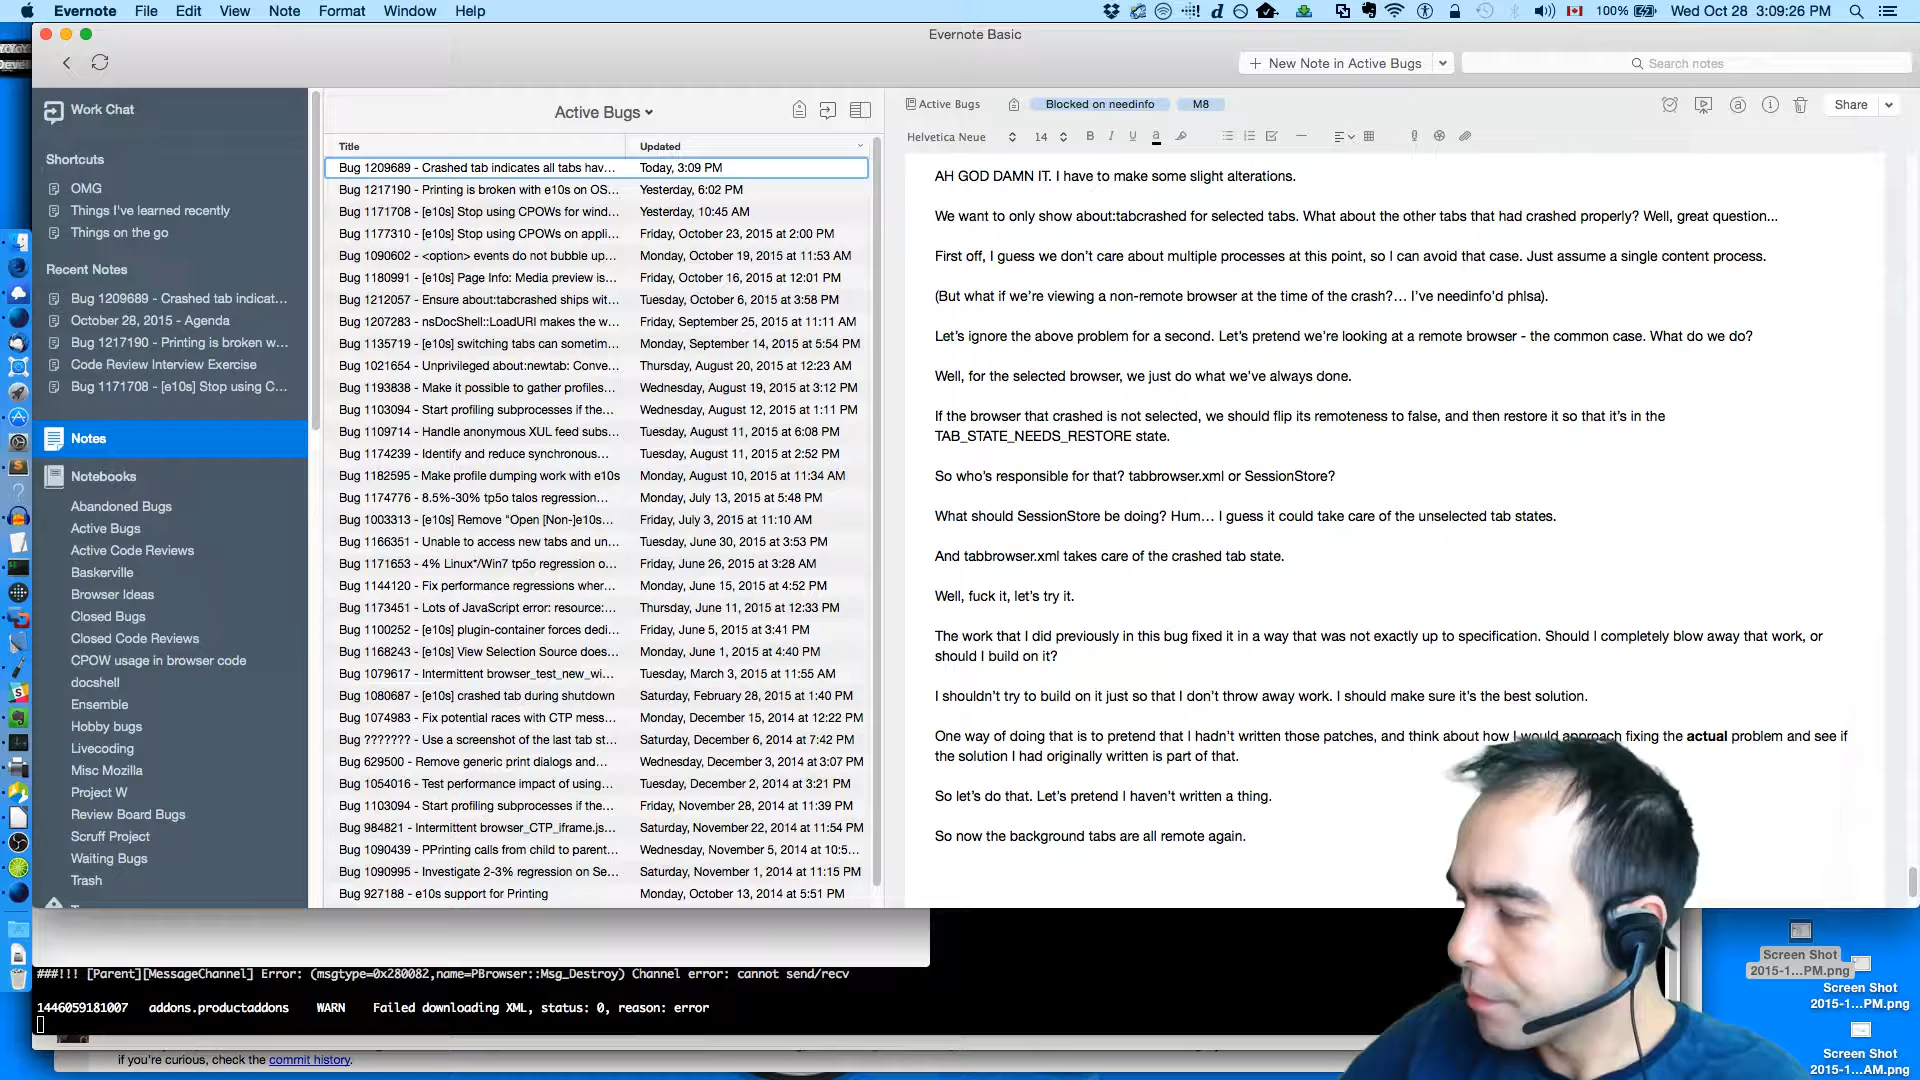 Evernote File Edit View Note Format Window Help
100% Wed Oct 28 3:09:26 PM
Evernote Basic
New Note in Active Bugs
Search notes
Work Chat
Shortcuts
OMG
Things I've learned recently
Things on the go
Recent Notes
Bug 1209689 - Crashed tab indicat...
October 28, 2015 - Agenda
Bug 1217190 - Printing is broken w...
Code Review Interview Exercise
Bug 1171708 - [e10s] Stop using C...
Notes
Notebooks
Abandoned Bugs
Active Bugs
Active Code Reviews
Baskerville
Browser Ideas
Closed Bugs
Closed Code Reviews
CPOW usage in browser code
docshell
Ensemble
Hobby bugs
Livecoding
Misc Mozilla
Project W
Review Board Bugs
Scruff Project
Waiting Bugs
Trash
Active Bugs
Title Updated
Bug 1209689 - Crashed tab indicates all tabs hav... Today, 3:09 PM
Bug 1217190 - Printing is broken with e10s on OS... Yesterday, 6:02 PM
Bug 1171708 - [e10s] Stop using CPOWs for wind... Yesterday, 10:45 AM
Bug 1177310 - [e10s] Stop using CPOWs on appli... Friday, October 23, 2015 at 2:00 PM
Bug 1090602 - <option> events do not bubble up... Monday, October 19, 2015 at 11:53 AM
Bug 1180991 - [e10s] Page Info: Media preview is... Friday, October 16, 2015 at 12:01 PM
Bug 1212057 - Ensure about:tabcrashed ships wit... Tuesday, October 6, 2015 at 3:58 PM
Bug 1207283 - nsDocShell::LoadURI makes the w... Friday, September 25, 2015 at 11:11 AM
Bug 1135719 - [e10s] switching tabs can sometim... Monday, September 14, 2015 at 5:54 PM
Bug 1021654 - Unprivileged about:newtab: Conve... Thursday, August 20, 2015 at 12:23 AM
Bug 1193838 - Make it possible to gather profiles... Wednesday, August 19, 2015 at 3:12 PM
Bug 1103094 - Start profiling subprocesses if the... Wednesday, August 12, 2015 at 1:11 PM
Bug 1109714 - Handle anonymous XUL feed subs... Tuesday, August 11, 2015 at 6:08 PM
Bug 1174239 - Identify and reduce synchronous... Tuesday, August 11, 2015 at 2:52 PM
Bug 1182595 - Make profile dumping work with e10s Monday, August 10, 2015 at 11:34 AM
Bug 1174776 - 8.5%-30% tp5o talos regression... Monday, July 13, 2015 at 5:48 PM
Bug 1003313 - [e10s] Remove "Open [Non-]e10s... Friday, July 3, 2015 at 11:10 AM
Bug 1166351 - Unable to access new tabs and un... Tuesday, June 30, 2015 at 3:53 PM
Bug 1171653 - 4% Linux*/Win7 tp5o regression o... Friday, June 26, 2015 at 3:28 AM
Bug 1144120 - Fix performance regressions wher... Monday, June 15, 2015 at 4:52 PM
Bug 1173451 - Lots of JavaScript error: resource:... Thursday, June 11, 2015 at 12:33 PM
Bug 1100252 - [e10s] plugin-container forces dedi... Friday, June 5, 2015 at 3:41 PM
Bug 1168243 - [e10s] View Selection Source does... Monday, June 1, 2015 at 4:40 PM
Bug 1079617 - Intermittent browser_test_new_wi... Tuesday, March 3, 2015 at 11:55 AM
Bug 1080687 - [e10s] crashed tab during shutdown Saturday, February 28, 2015 at 1:40 PM
Bug 1074983 - Fix potential races with CTP mess... Monday, December 15, 2014 at 12:22 PM
Bug ??????? - Use a screenshot of the last tab st... Saturday, December 6, 2014 at 7:42 PM
Bug 629500 - Remove generic print dialogs and... Wednesday, December 3, 2014 at 3:07 PM
Bug 1054016 - Test performance impact of using... Tuesday, December 2, 2014 at 3:21 PM
Bug 1103094 - Start profiling subprocesses if the... Friday, November 28, 2014 at 11:39 PM
Bug 984821 - Intermittent browser_CTP_iframe.js... Saturday, November 22, 2014 at 11:54 PM
Bug 1090439 - PPrinting calls from child to parent... Wednesday, November 5, 2014 at 10:5...
Bug 1090995 - Investigate 2-3% regression on Se... Saturday, November 1, 2014 at 11:15 PM
Bug 927188 - e10s support for Printing Monday, October 13, 2014 at 5:51 PM
Active Bugs Blocked on needinfo M8 Share
Helvetica Neue 14 B I U a
AH GOD DAMN IT. I have to make some slight alterations.
We want to only show about:tabcrashed for selected tabs. What about the other tabs that had crashed properly? Well, great question...
First off, I guess we don't care about multiple processes at this point, so I can avoid that case. Just assume a single content process.
(But what if we're viewing a non-remote browser at the time of the crash?... I've needinfo'd phlsa).
Let's ignore the above problem for a second. Let's pretend we're looking at a remote browser - the common case. What do we do?
Well, for the selected browser, we just do what we've always done.
If the browser that crashed is not selected, we should flip its remoteness to false, and then restore it so that it's in the
TAB_STATE_NEEDS_RESTORE state.
So who's responsible for that? tabbrowser.xml or SessionStore?
What should SessionStore be doing? Hum... I guess it could take care of the unselected tab states.
And tabbrowser.xml takes care of the crashed tab state.
Well, fuck it, let's try it.
The work that I did previously in this bug fixed it in a way that was not exactly up to specification. Should I completely blow away that work, or
should I build on it?
I shouldn't try to build on it just so that I don't throw away work. I should make sure it's the best solution.
One way of doing that is to pretend that I hadn't written those patches, and think about how I would approach fixing the actual problem and see if
the solution I had originally written is part of that.
So let's do that. Let's pretend I haven't written a thing.
So now the background tabs are all remote again.
###!!! [Parent][MessageChannel] Error: (msgtype=0x280082,name=PBrowser::Msg_Destroy) Channel error: cannot send/recv
1446059181007 addons.productaddons WARN Failed downloading XML, status: 0, reason: error
if you're curious, check the commit history.
Screen Shot
2015-1...PM.png
Screen Shot
2015-1...PM.png
Screen Shot
2015-1...AM.png